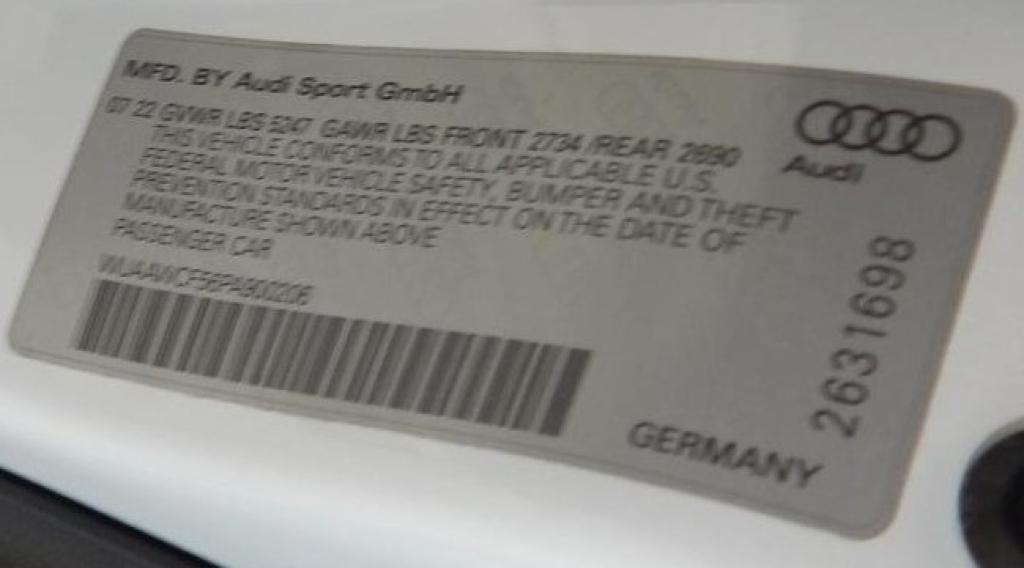 MFD. BY Audi Sport GmbH
07 22 GVWR LBS 5247 GAWR LBS FRONT 2734 /REAR 2690
THIS VEHICLE CONFORMS TO ALL APPLICABLE U.S.
FEDERAL MOTOR VEHICLE SAFETY, BUMPER AND THEFT
PREVENTION STANDARDS IN EFFECT ON THE DATE OF
MANUFACTURE SHOWN ABOVE
PASSENGER CAR
Audi
2631698
GERMANY